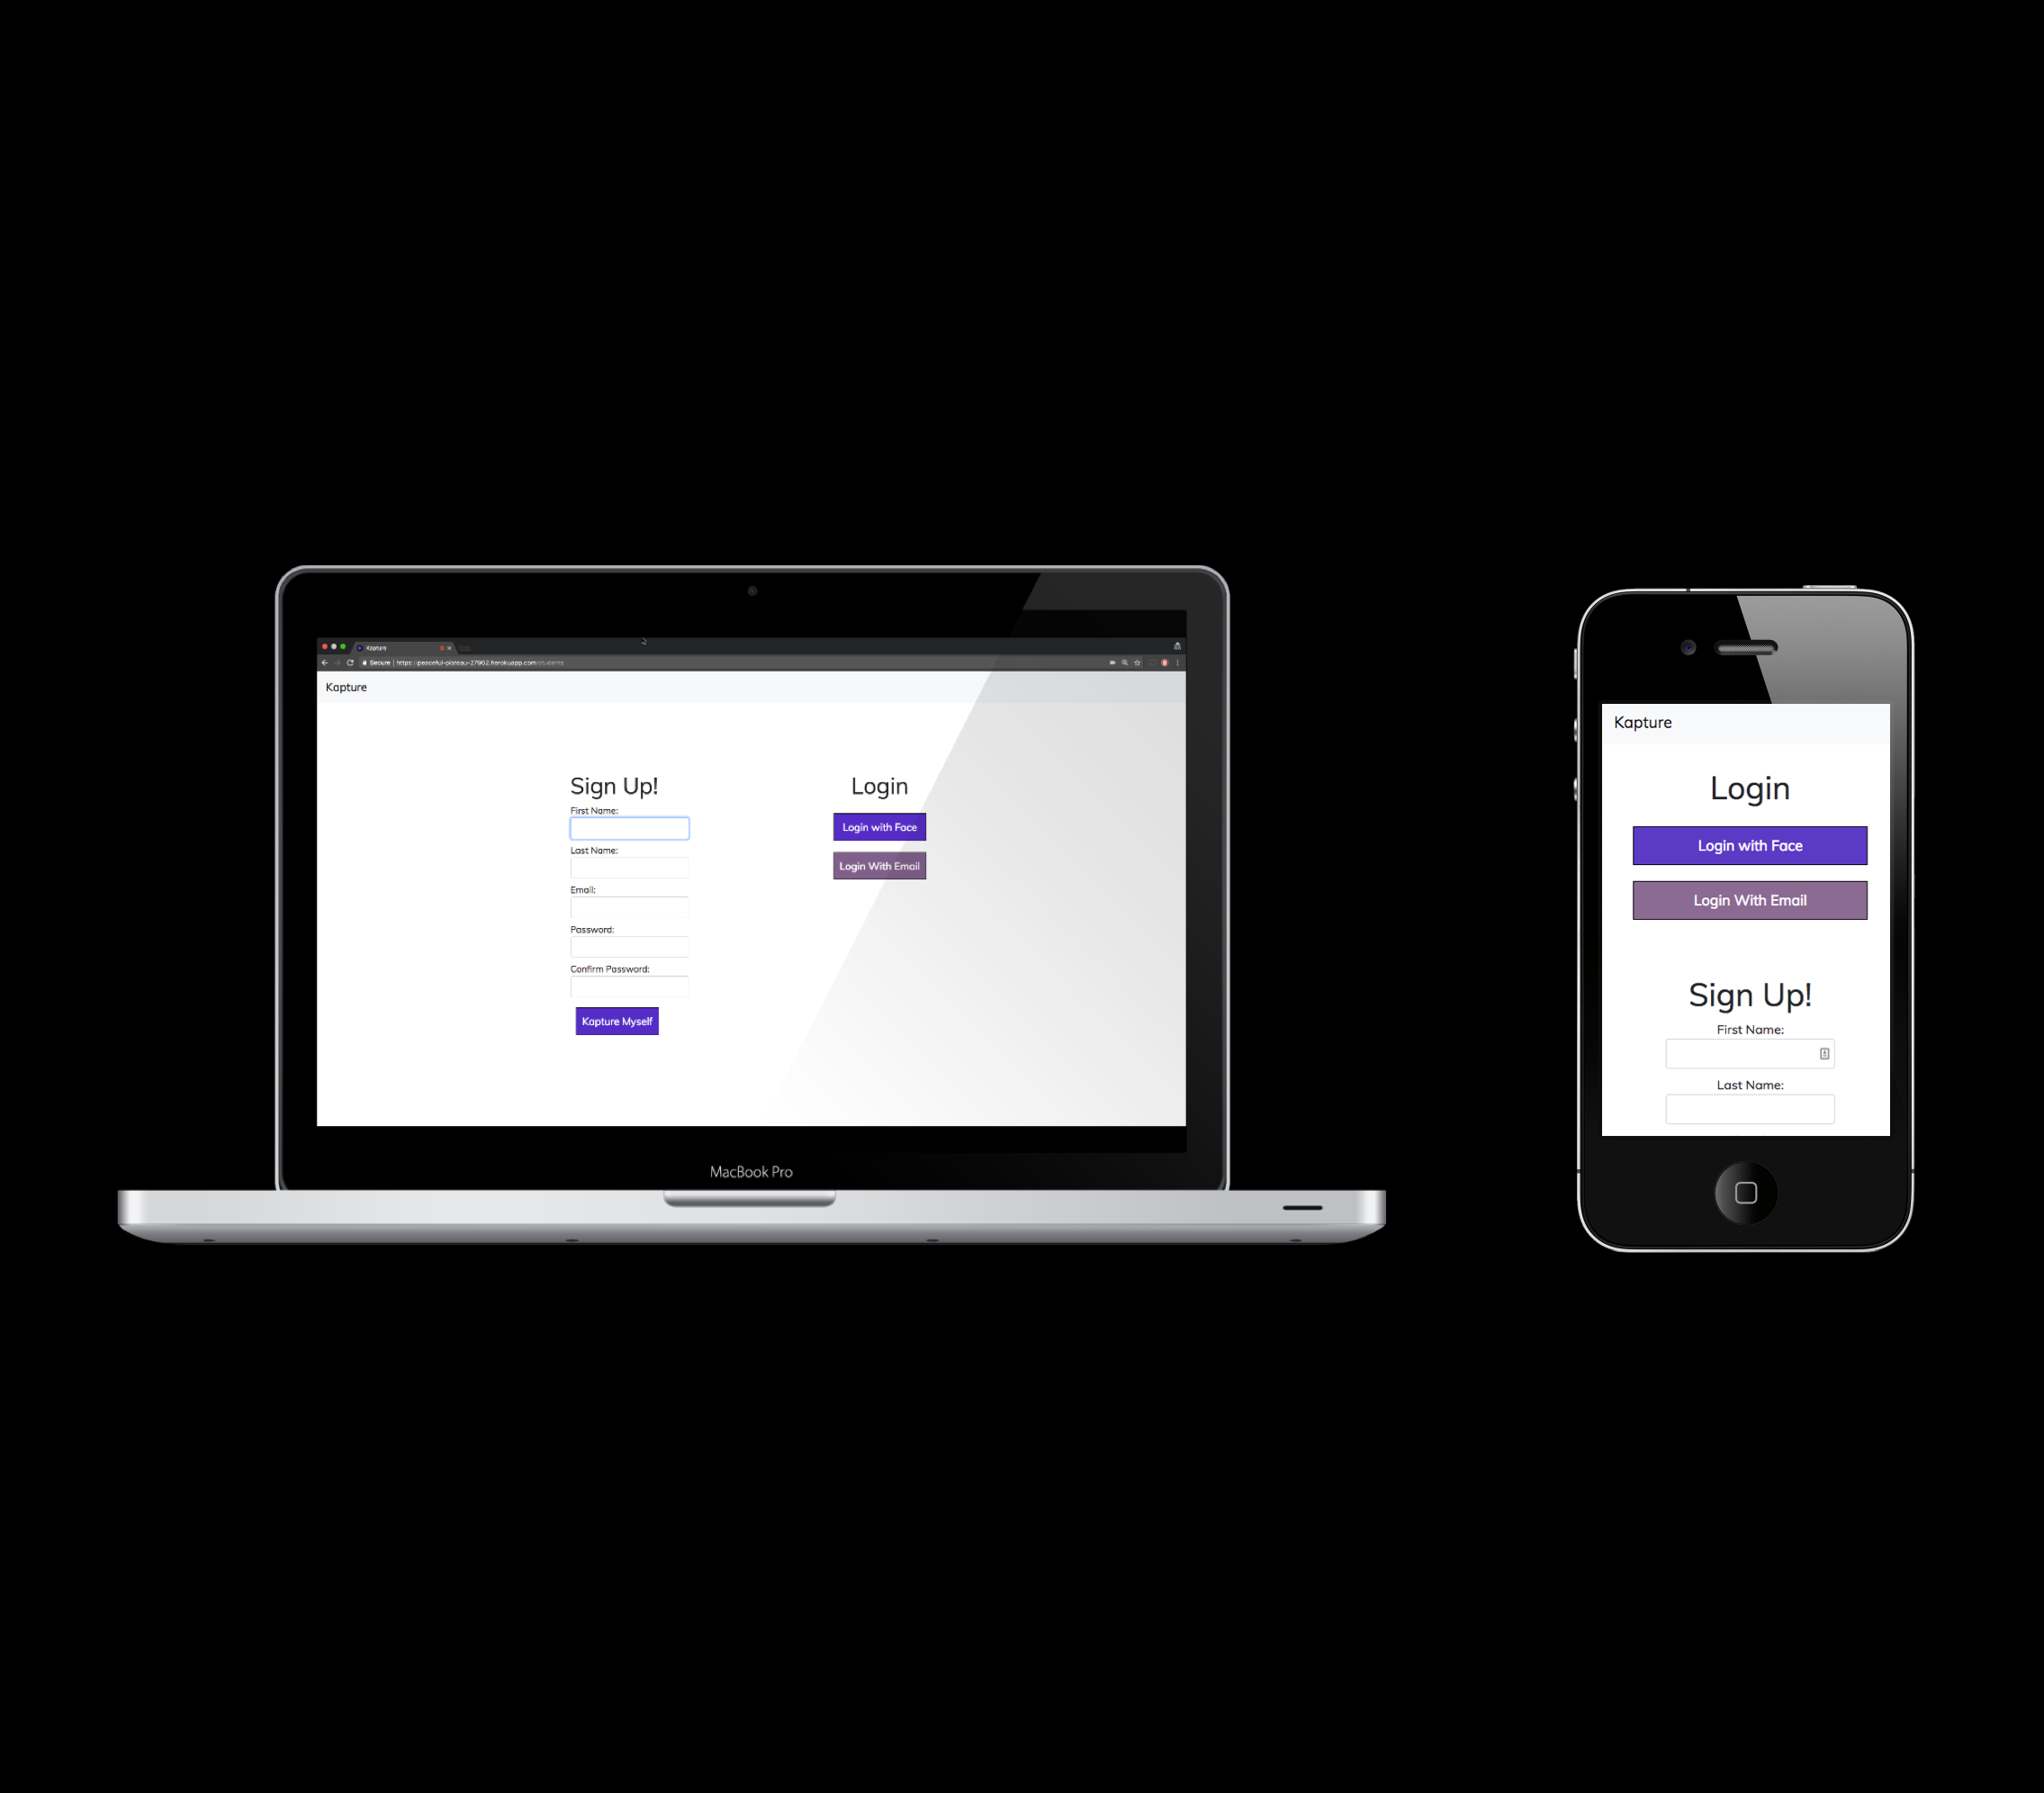 Kapture
Secure | https://peaceful-plateau-27962.herokuapp.com/students
Kapture
Sign Up!
First Name:
Last Name:
Email:
Password:
Confirm Password:
Kapture Myself
Login
Login with Face
Login With Email
MacBook Pro
Kapture
Login
Login with Face
Login With Email
Sign Up!
First Name:
Last Name: